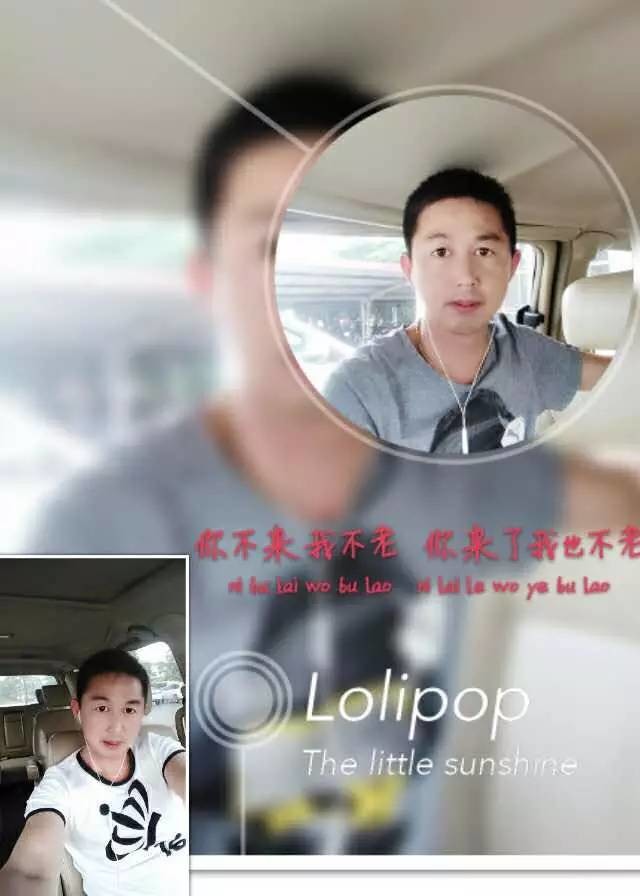 你不来我不老 你来了我也不老
ni bu lai wo bu lao ni lai le wo ye bu lao
Lolipop
The little sunshine